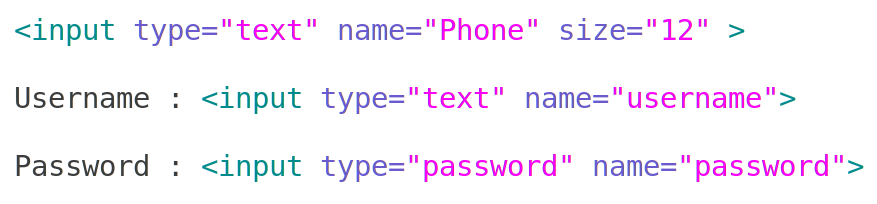 <input type="text" name="Phone" size="12" >
Username : <input type="text" name="username">
Password : <input type="password" name="password">